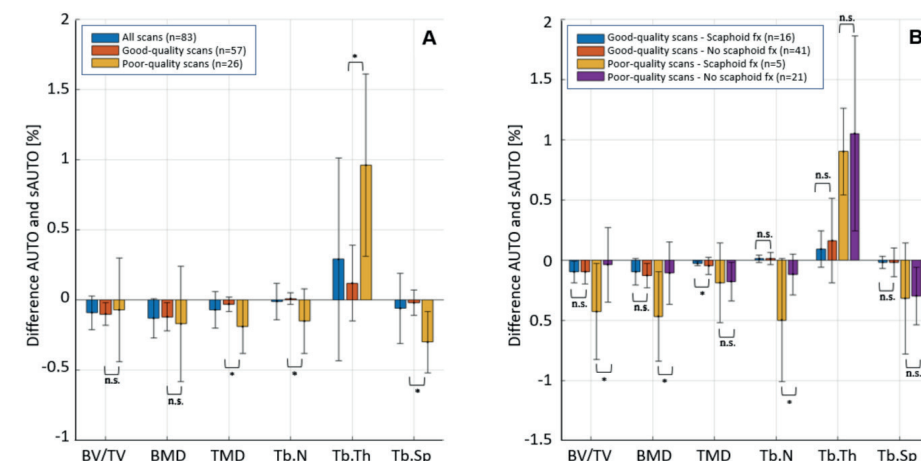 A
All scans (n=83)
Good-quality scans (n=57)
Poor-quality scans (n=26)
Difference AUTO and sAUTO [%]
2
1.5
1
0.5
0
-0.5
-1
*
n.s.
n.s.
*
*
*
BV/TV BMD TMD Tb.N Tb.Th Tb.Sp
B
Good-quality scans - Scaphoid fx (n=16)
Good-quality scans - No scaphoid fx (n=41)
Poor-quality scans - Scaphoid fx (n=5)
Poor-quality scans - No scaphoid fx (n=21)
Difference AUTO and sAUTO [%]
2
1.5
1
0.5
0
-0.5
-1
-1.5
n.s.
n.s.
n.s.
n.s.
n.s.
*
n.s.
n.s.
*
*
n.s.
*
BV/TV BMD TMD Tb.N Tb.Th Tb.Sp